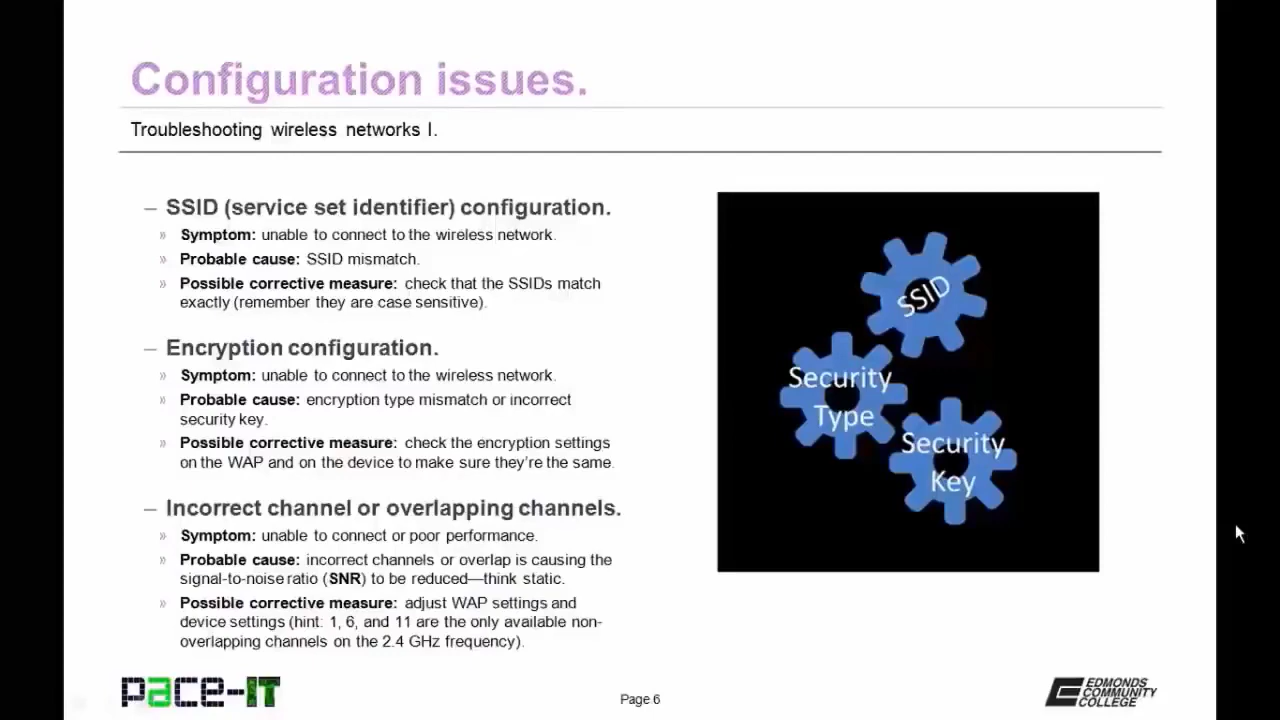 Configuration issues.
Troubleshooting wireless networks I.
– SSID (service set identifier) configuration.
» Symptom: unable to connect to the wireless network.
» Probable cause: SSID mismatch.
» Possible corrective measure: check that the SSIDs match
exactly (remember they are case sensitive).
– Encryption configuration.
» Symptom: unable to connect to the wireless network.
» Probable cause: encryption type mismatch or incorrect
security key.
» Possible corrective measure: check the encryption settings
on the WAP and on the device to make sure they're the same.
– Incorrect channel or overlapping channels.
» Symptom: unable to connect or poor performance.
» Probable cause: incorrect channels or overlap is causing the
signal-to-noise ratio (SNR) to be reduced—think static.
» Possible corrective measure: adjust WAP settings and
device settings (hint: 1, 6, and 11 are the only available non-
overlapping channels on the 2.4 GHz frequency).
SSID
Security
Type
Security
Key
pace-IT
Page 6
EDMONDS
COMMUNITY
COLLEGE